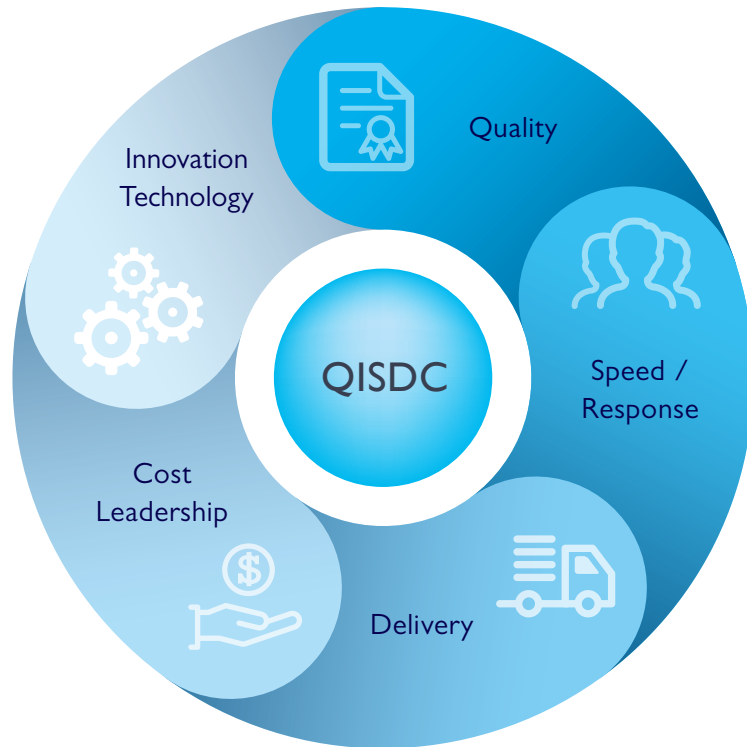 Quality
Innovation
Technology
QISDC
Speed /
Response
Cost
Leadership
$
Delivery